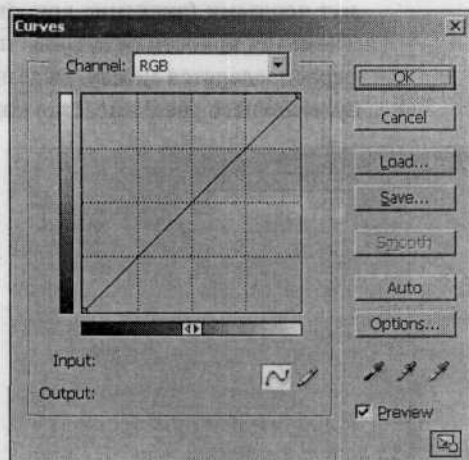 Curves
Channel: RGB
OK
Cancel
Load...
Save...
Smooth
Auto
Options...
Input:
Output:
Preview